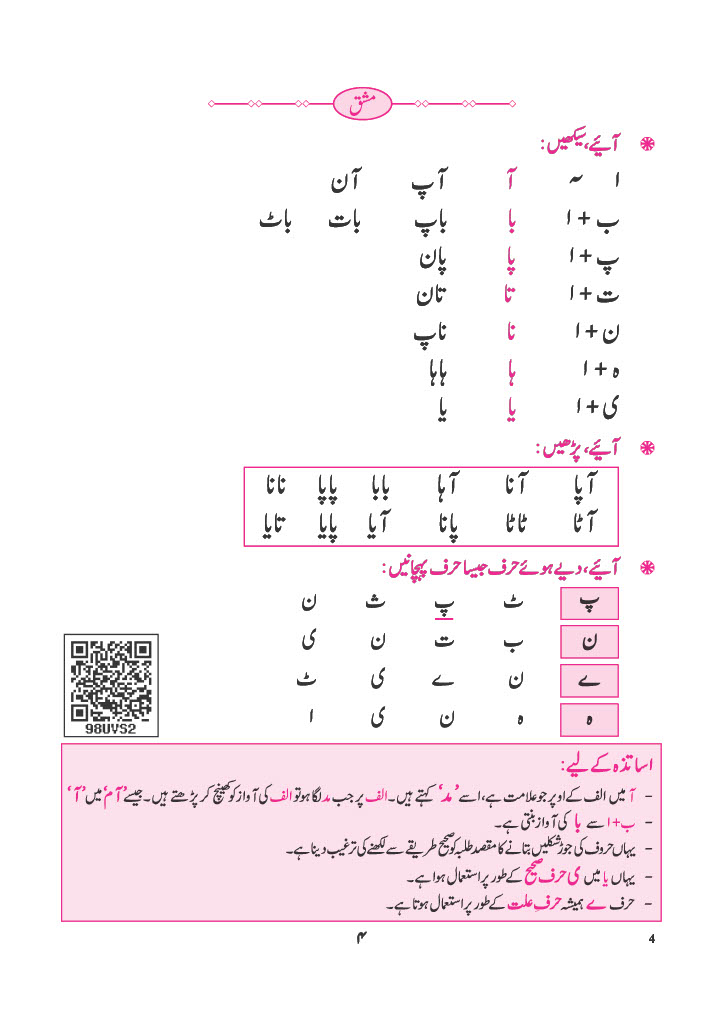 مشق
آئیے، سیکھیں:
ا ٓ آ آپ آن
ب + ا با باپ بات باٹ
پ + ا پا پان
ت + ا تا تان
ن + ا نا ناپ
ہ + ا ہا ہاہا
ی + ا یا یا
آئیے، پڑھیں:
آپا آنا آہا بابا پاپا نانا
آٹا ٹاٹا پانا آیا پایا تایا
آئیے، دیے ہوئے حرف جیسا حرف پہچانیں:
پ ٹ پ ث ن
ن ب ت ن ی
ے ن ے ی ٹ
ہ ہ ن ی ا
98UVS2
اساتذہ کے لیے:
- آ میں الف کے اوپر جو علامت ہے، اسے ’مد‘ کہتے ہیں۔ الف پر جب مد لگا ہو تو الف کی آواز کو کھینچ کر پڑھتے ہیں۔ جیسے ’آم‘ میں ’آ‘
- ب + ا سے با کی آواز بنتی ہے۔
- یہاں حروف کی جوڑ شکلیں بتانے کا مقصد طلبہ کو صحیح طریقے سے لکھنے کی ترغیب دینا ہے۔
- یہاں یا میں ی حرف صحیح کے طور پر استعمال ہوا ہے۔
- حرف ے ہمیشہ حرفِ علت کے طور پر استعمال ہوتا ہے۔
۴
4